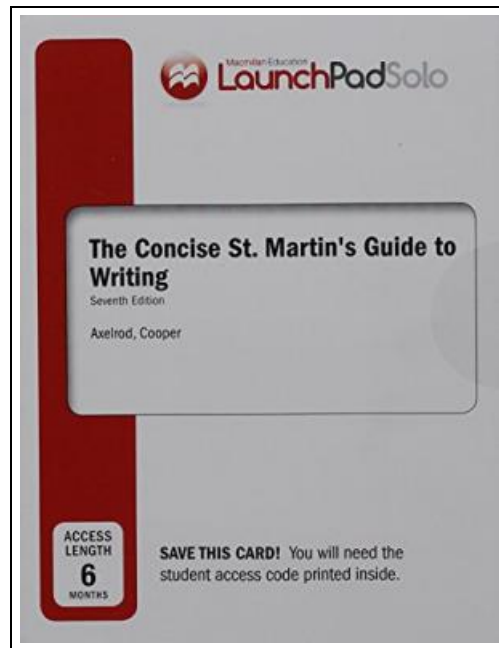 Macmillan Education
LaunchPadSolo
The Concise St. Martin's Guide to
Writing
Seventh Edition
Axelrod, Cooper
ACCESS
LENGTH
6
MONTHS
SAVE THIS CARD! You will need the
student access code printed inside.